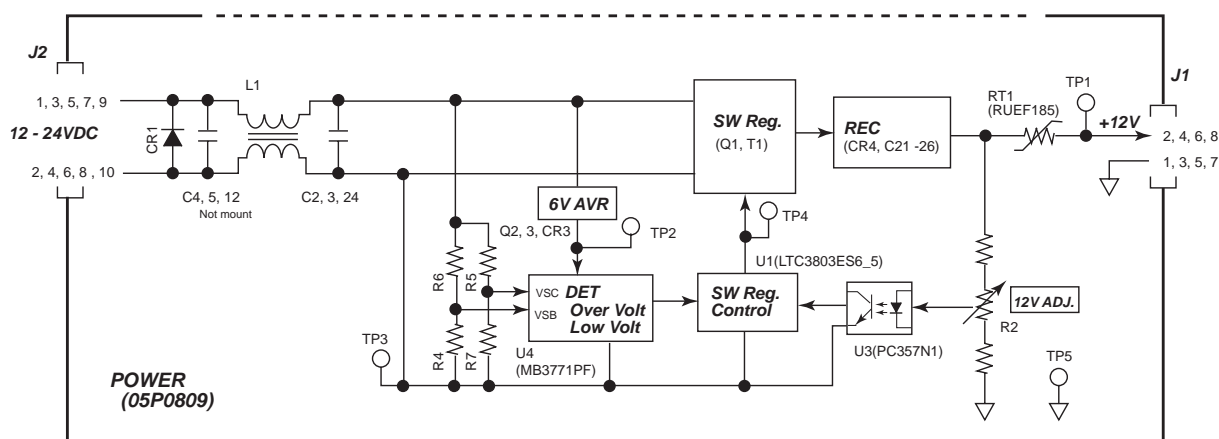 J2
1, 3, 5, 7, 9
12 - 24VDC
2, 4, 6, 8 , 10
CR1
L1
C4, 5, 12
Not mount
C2, 3, 24
6V AVR
Q2, 3, CR3
TP2
R6
R5
R4
R7
VSC
VSB
DET
Over Volt
Low Volt
U4
(MB3771PF)
TP3
SW Reg.
(Q1, T1)
TP4
U1(LTC3803ES6_5)
SW Reg.
Control
REC
(CR4, C21 -26)
U3(PC357N1)
RT1
(RUEF185)
TP1
+12V
J1
2, 4, 6, 8
1, 3, 5, 7
12V ADJ.
R2
TP5
POWER
(05P0809)